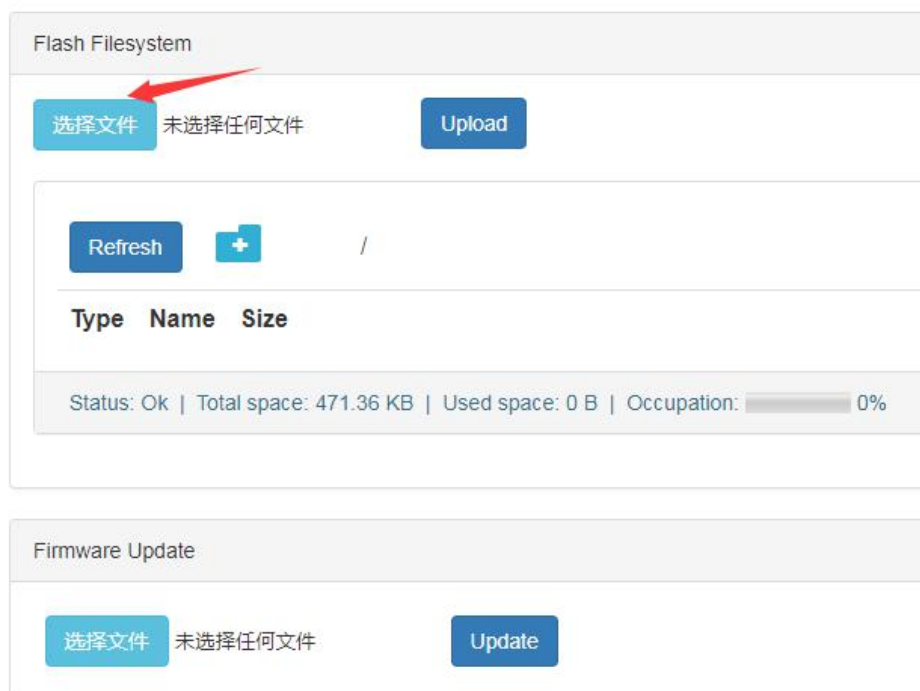 Flash Filesystem
选择文件 未选择任何文件 Upload
Refresh /
Type Name Size
Status: Ok | Total space: 471.36 KB | Used space: 0 B | Occupation: 0%
Firmware Update
选择文件 未选择任何文件 Update